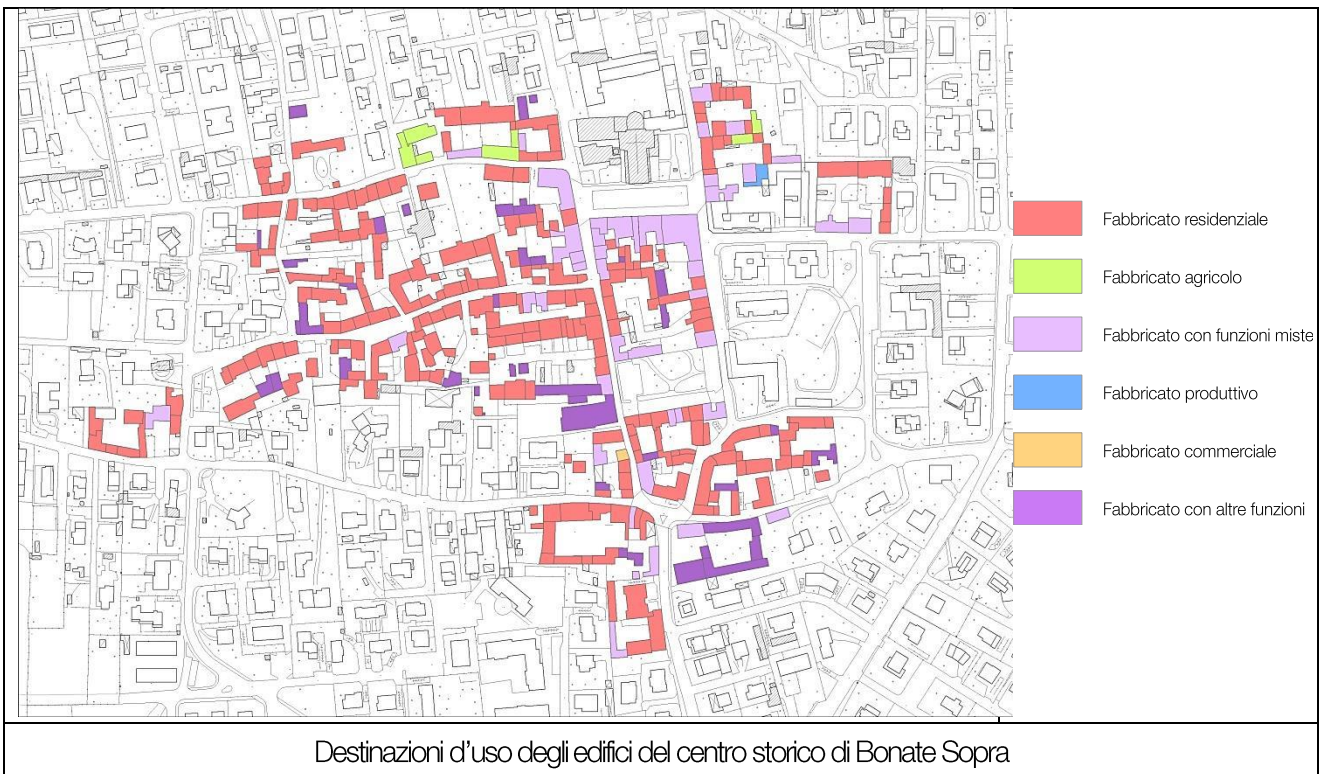 Fabbricato residenziale
Fabbricato agricolo
Fabbricato con funzioni miste
Fabbricato produttivo
Fabbricato commerciale
Fabbricato con altre funzioni
Destinazioni d'uso degli edifici del centro storico di Bonate Sopra